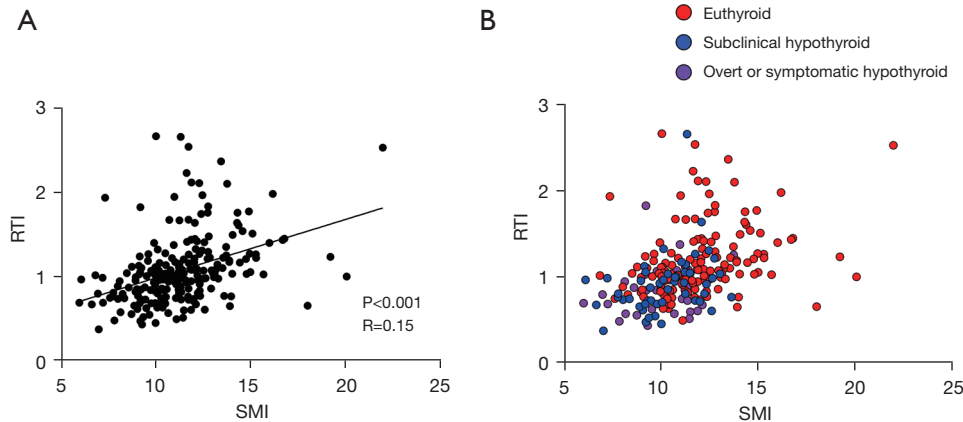 A
RTI
3
2
1
0
5
10
15
20
25
SMI
P<0.001
R=0.15
B
Euthyroid
Subclinical hypothyroid
Overt or symptomatic hypothyroid
RTI
3
2
1
0
5
10
15
20
25
SMI